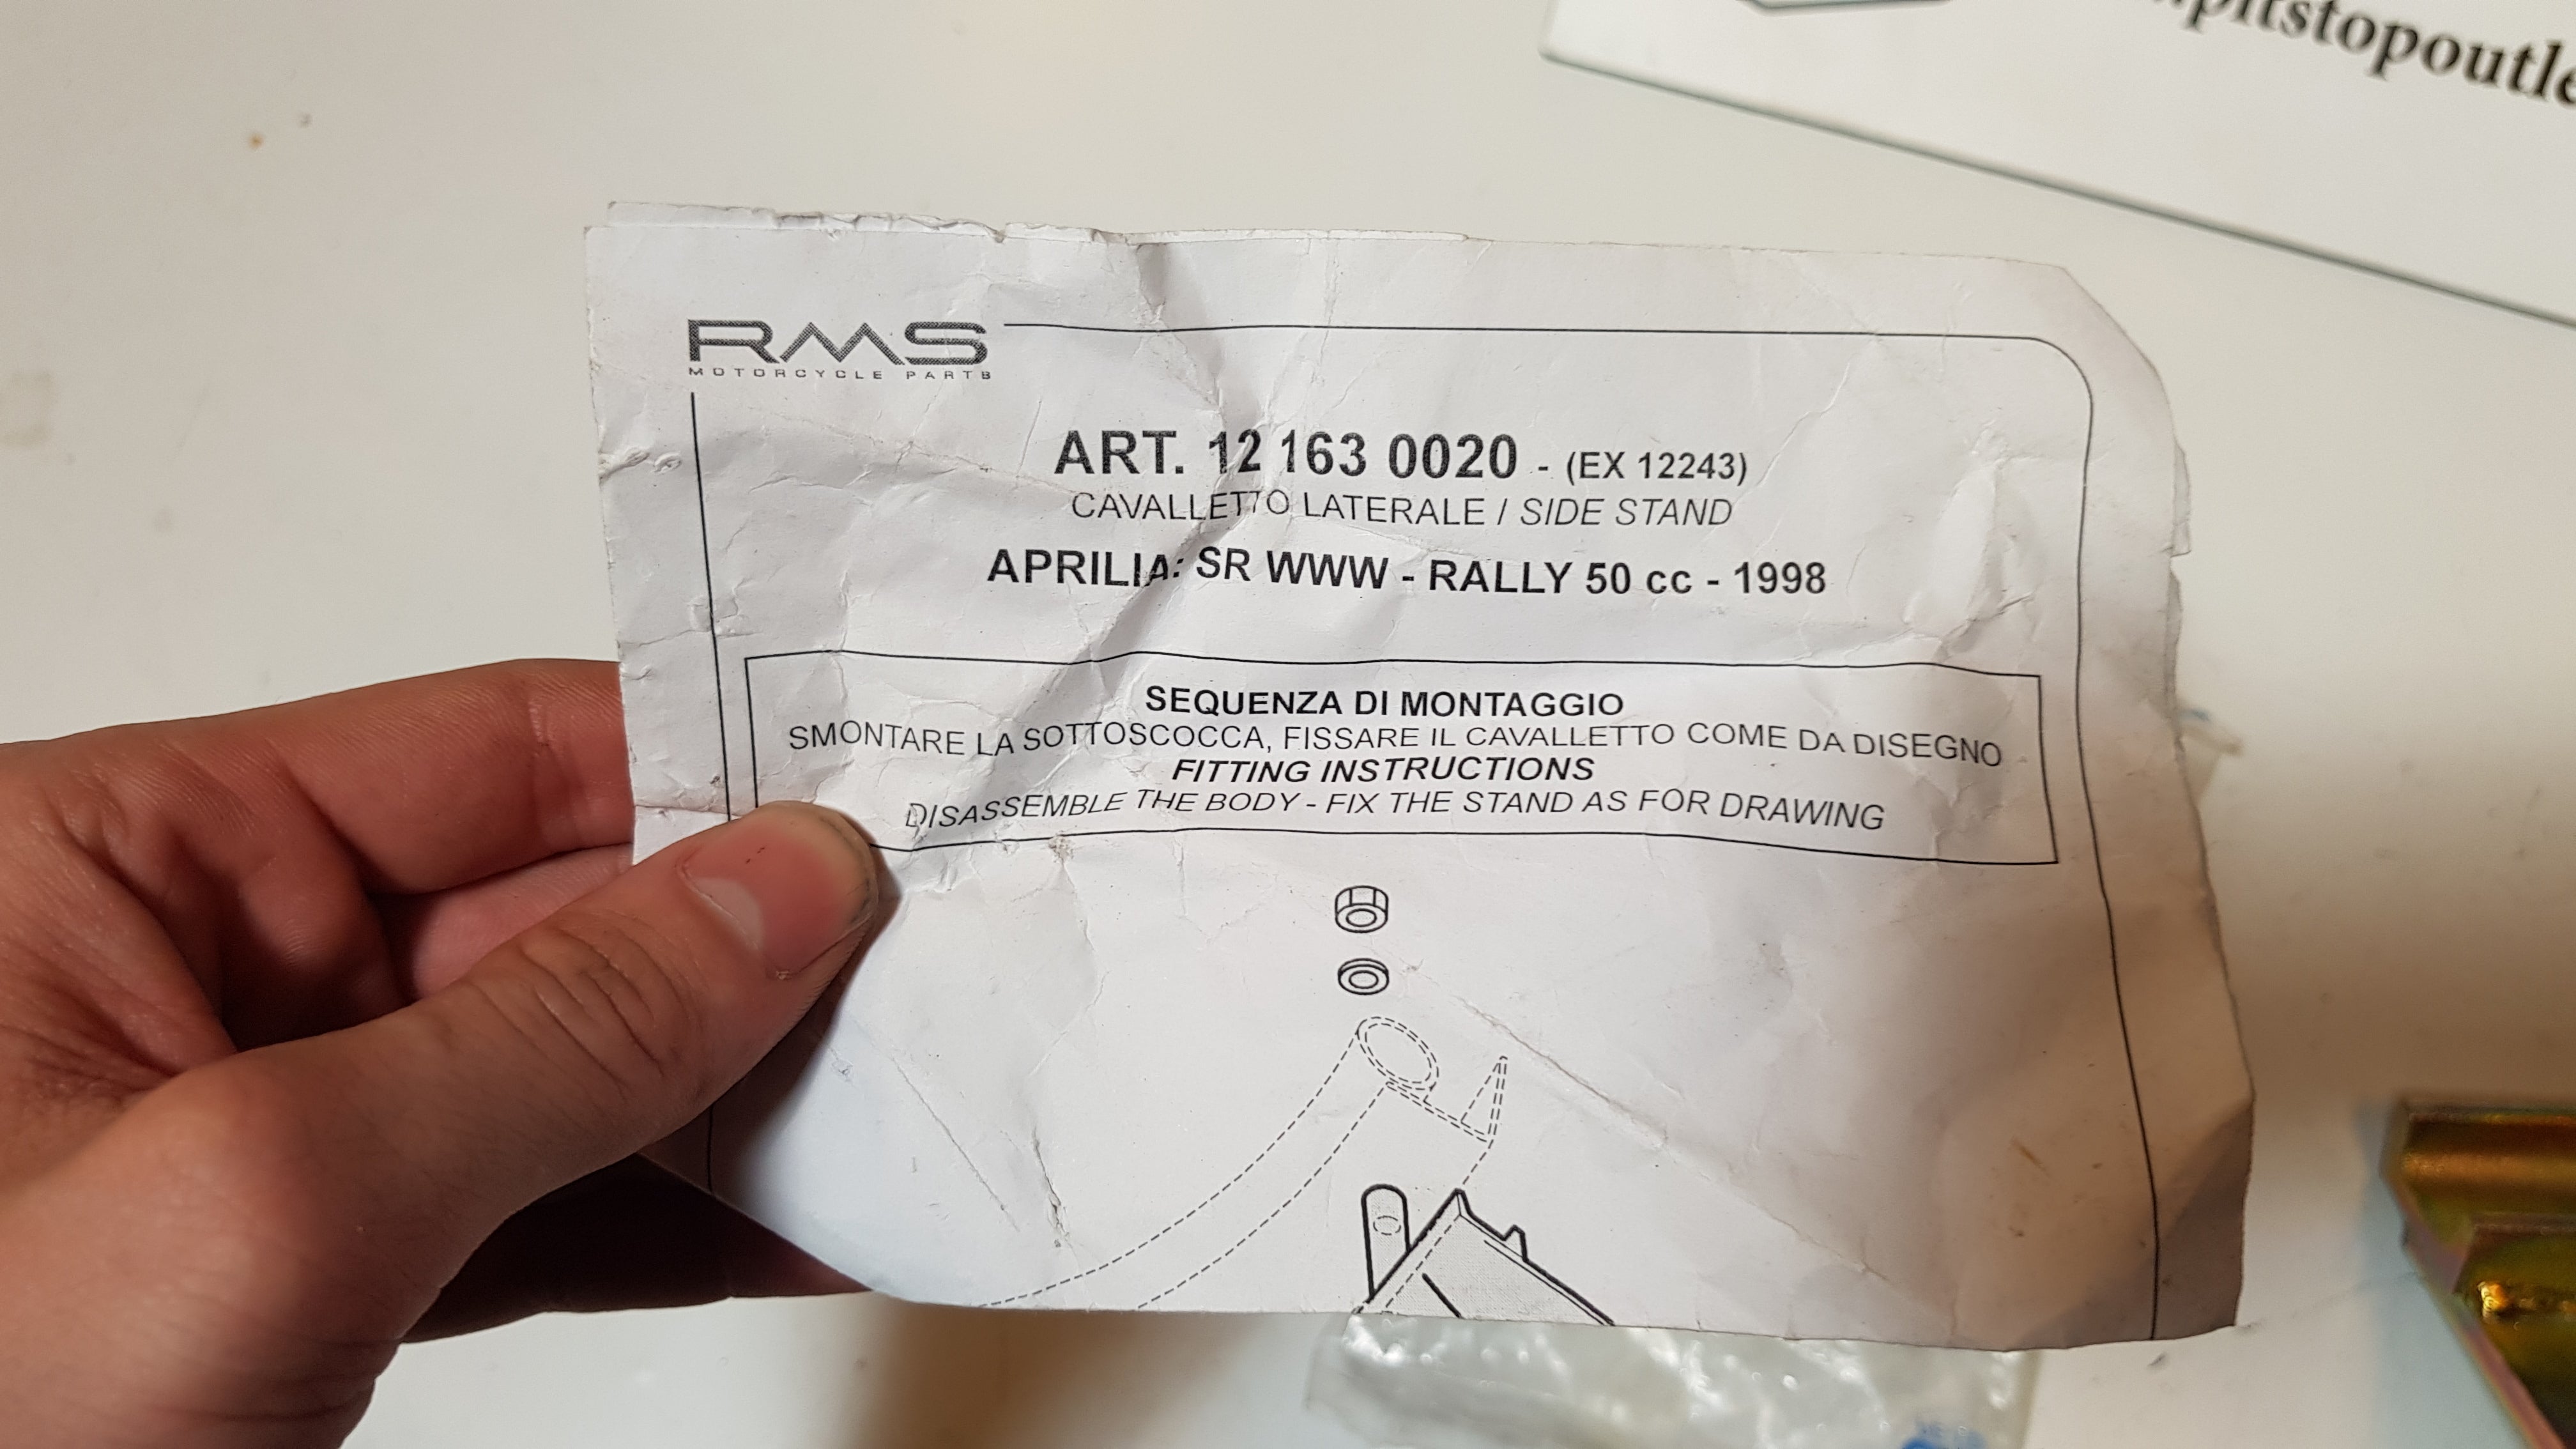 pitstopoutle
RMS
MOTORCYCLE PARTS
ART. 12 163 0020 - (EX 12243)
CAVALLETTO LATERALE / SIDE STAND
APRILIA: SR WWW - RALLY 50 cc - 1998
SEQUENZA DI MONTAGGIO
SMONTARE LA SOTTOSCOCCA, FISSARE IL CAVALLETTO COME DA DISEGNO
FITTING INSTRUCTIONS
DISASSEMBLE THE BODY - FIX THE STAND AS FOR DRAWING